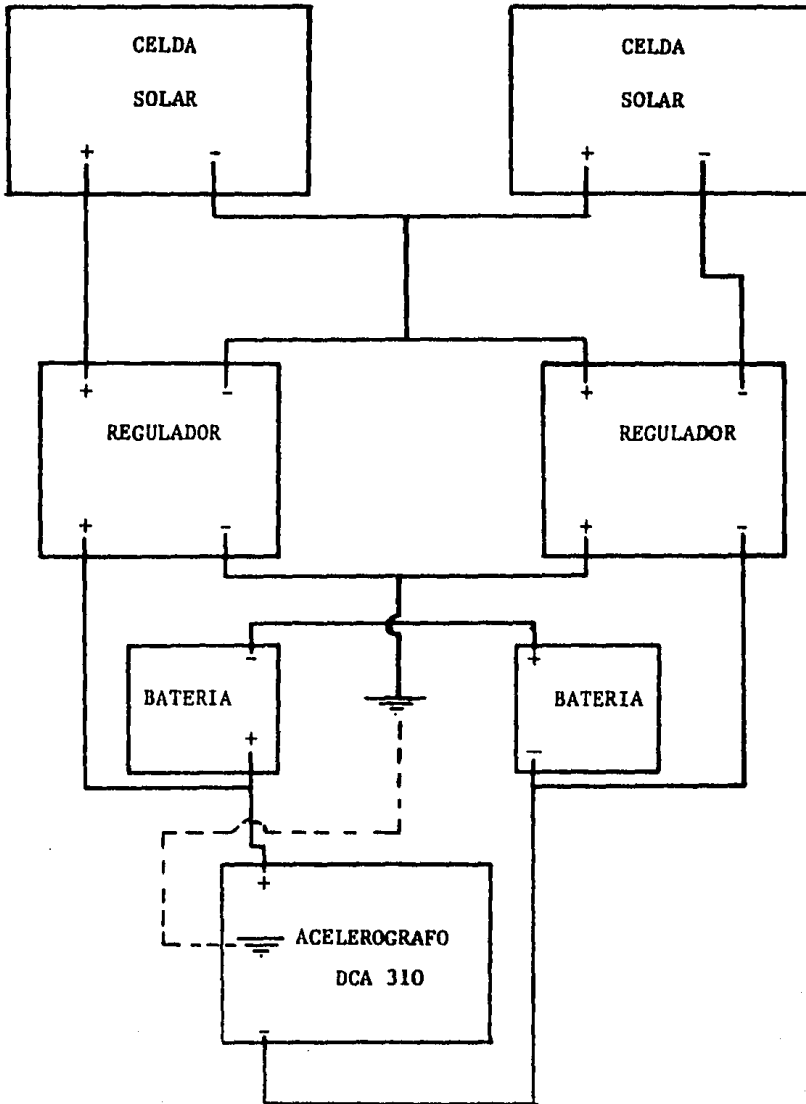 CELDA
SOLAR
+ -
CELDA
SOLAR
+ -
+ -
REGULADOR
+ -
+ -
REGULADOR
+ -
-
BATERIA
+
+
BATERIA
-
+
ACELEROGRAFO
DCA 310
-